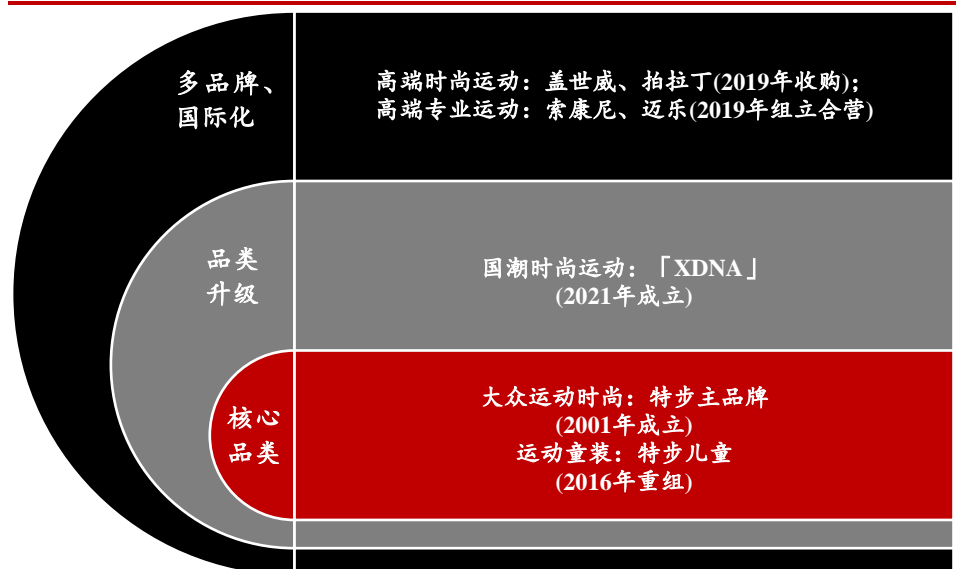 多品牌、
国际化
高端时尚运动：盖世威、拍拉丁(2019年收购)；
高端专业运动：索康尼、迈乐(2019年组立合营)
品类
升级
国潮时尚运动：「XDNA」
(2021年成立)
核心
品类
大众运动时尚：特步主品牌
(2001年成立)
运动童装：特步儿童
(2016年重组)